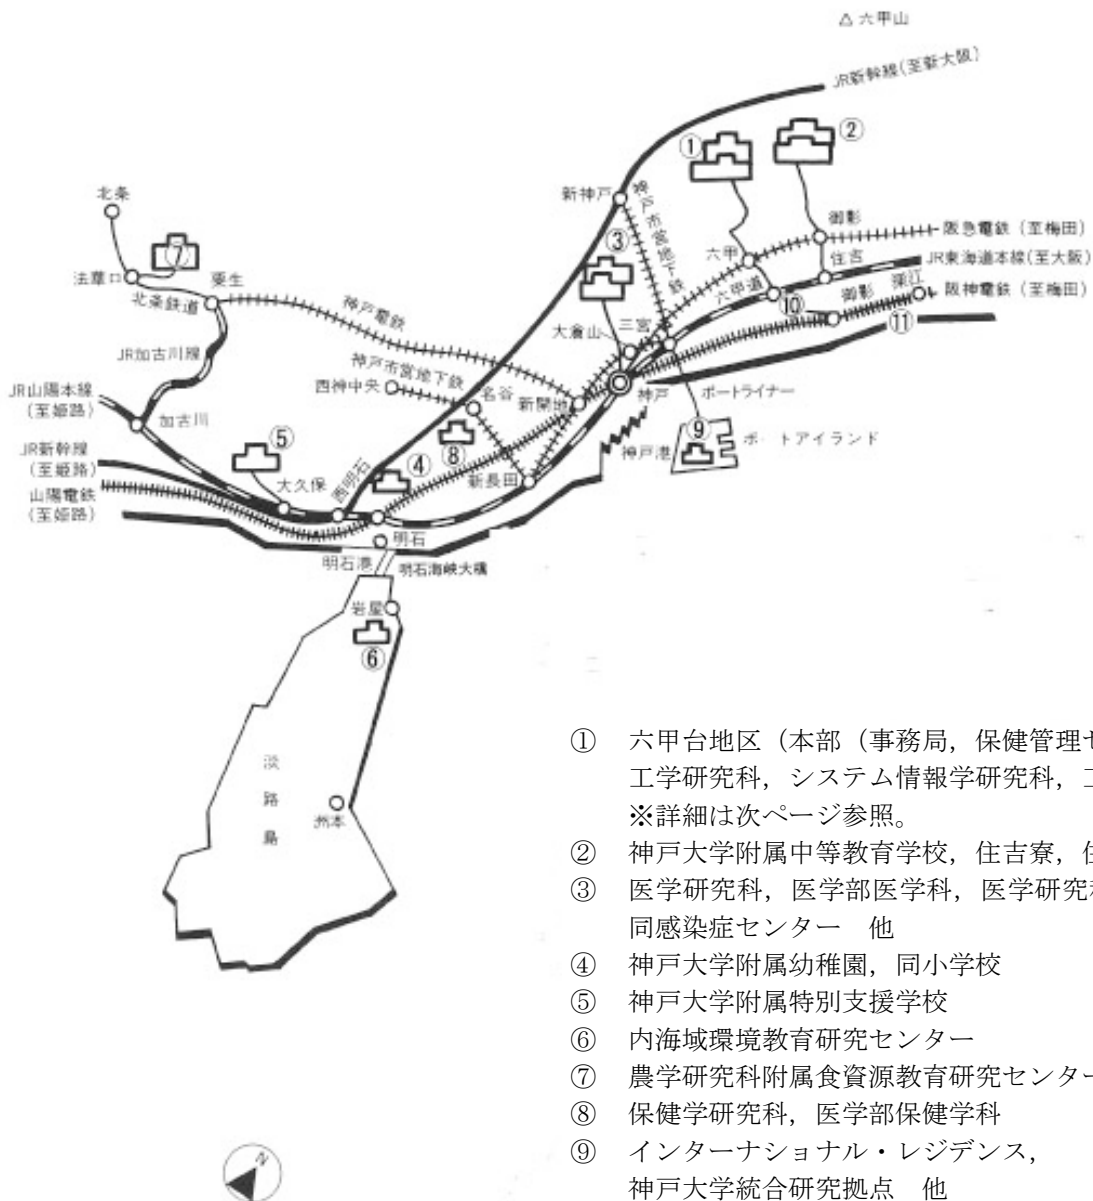 △六甲山
JR新幹線(至新大阪)
①
②
北条
新神戸
神戸市営地下鉄
③
⑦
御影
阪急電鉄(至梅田)
法華口
粟生
六甲
住吉
JR東海道本線(至大阪)
北条鉄道
神戸電鉄
六甲道
⑩
御影
深江
阪神電鉄(至梅田)
⑪
大倉山
三宮
JR加古川線
神戸市営地下鉄
西神中央
名谷
新開地
神戸
ポートライナー
JR山陽本線
(至姫路)
加古川
⑤
④
⑧
⑨
ポートアイランド
神戸港
JR新幹線
(至姫路)
大久保
西明石
新長田
山陽電鉄
(至姫路)
明石
明石港
明石海峡大橋
岩屋
⑥
淡路島
洲本
N
① 六甲台地区（本部（事務局，保健管理
工学研究科，システム情報学研究科，
※詳細は次ページ参照。
② 神戸大学附属中等教育学校，住吉寮，
③ 医学研究科，医学部医学科，医学研究
同感染症センター　他
④ 神戸大学附属幼稚園，同小学校
⑤ 神戸大学附属特別支援学校
⑥ 内海域環境教育研究センター
⑦ 農学研究科附属食資源教育研究センター
⑧ 保健学研究科，医学部保健学科
⑨ インターナショナル・レジデンス，
神戸大学統合研究拠点　他